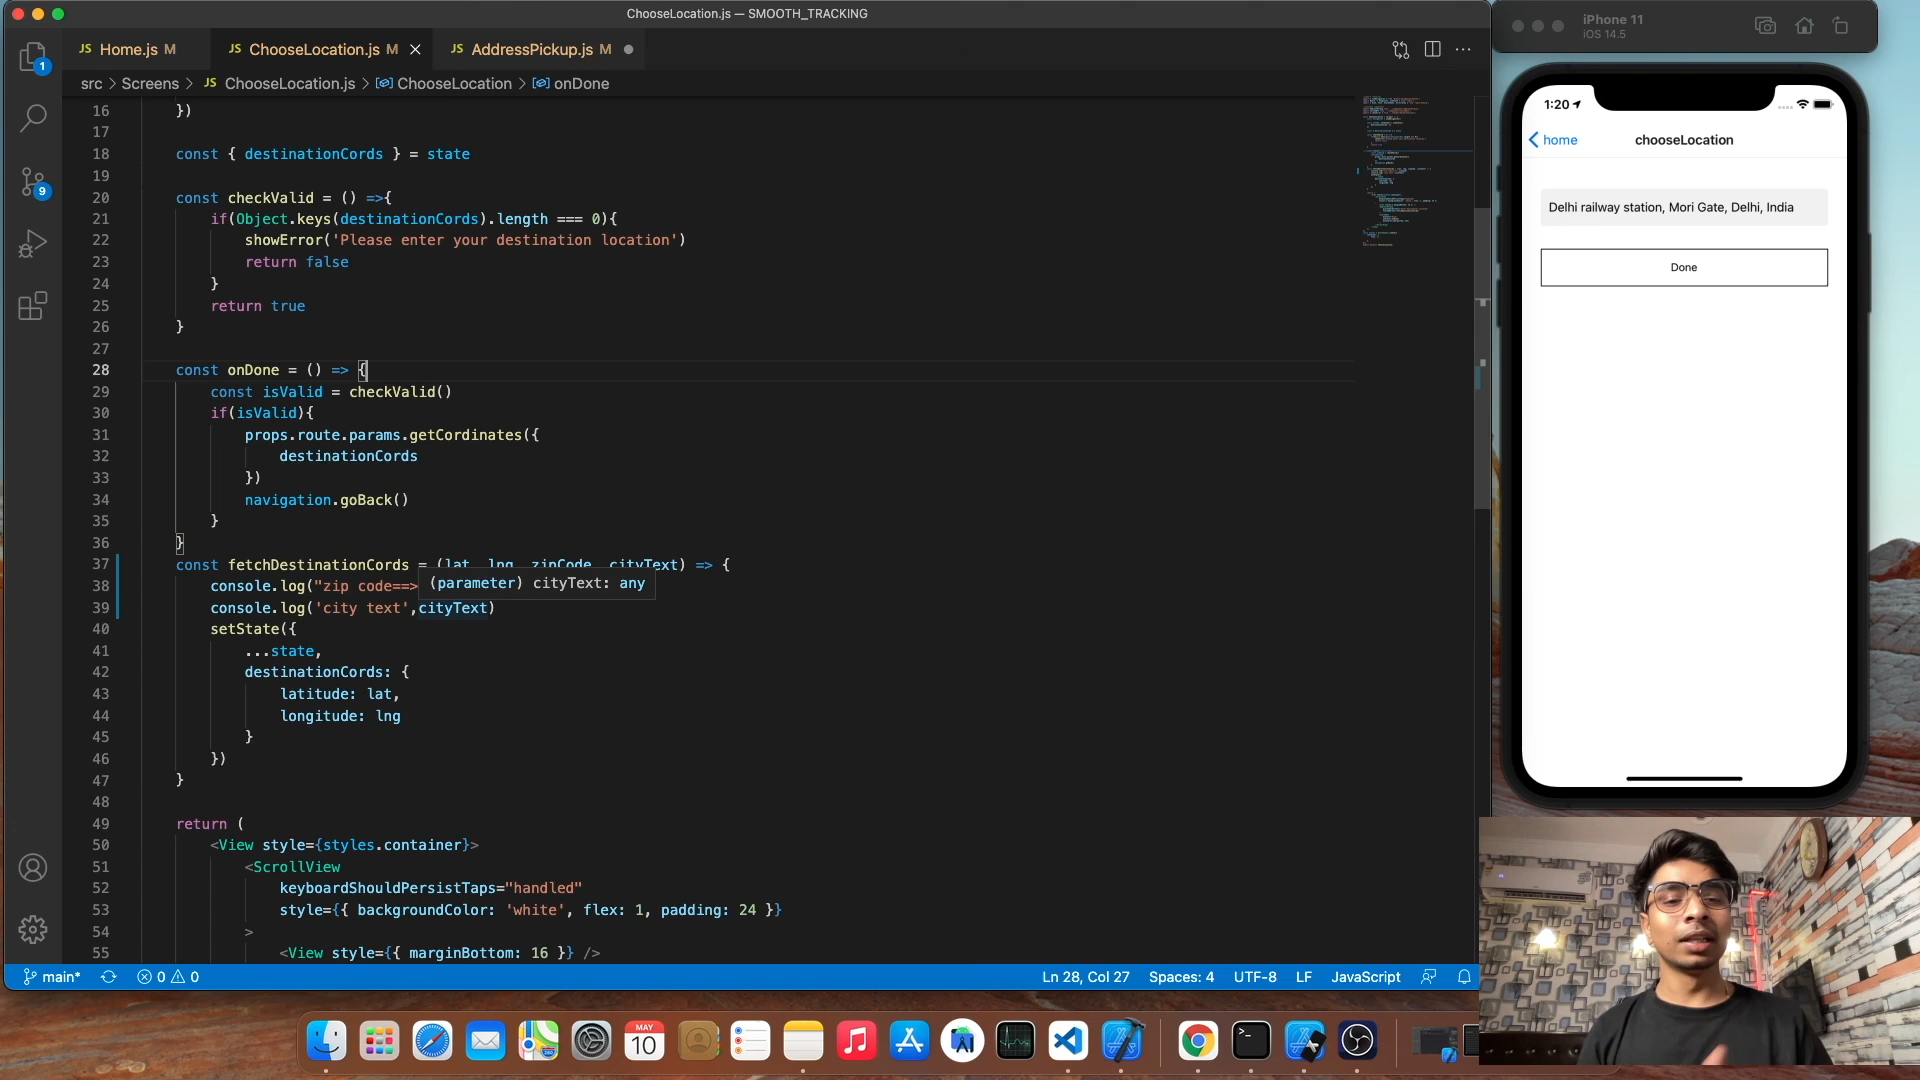 ChooseLocation.js — SMOOTH_TRACKING
JS Home.js M
JS ChooseLocation.js M
JS AddressPickup.js M
src > Screens > JS ChooseLocation.js > ChooseLocation > onDone
16 })
17
18 const { destinationCords } = state
19
20 const checkValid = () =>{
21 if(Object.keys(destinationCords).length === 0){
22 showError('Please enter your destination location')
23 return false
24 }
25 return true
26 }
27
28 const onDone = () => {
29 const isValid = checkValid()
30 if(isValid){
31 props.route.params.getCordinates({
32 destinationCords
33 })
34 navigation.goBack()
35 }
36 }
37 const fetchDestinationCords = (lat, lng, zipCode, cityText) => {
38 console.log("zip code==>
(parameter) cityText: any
39 console.log('city text',cityText)
40 setState({
41 ...state,
42 destinationCords: {
43 latitude: lat,
44 longitude: lng
45 }
46 })
47 }
48
49 return (
50 <View style={styles.container}>
51 <ScrollView
52 keyboardShouldPersistTaps="handled"
53 style={{ backgroundColor: 'white', flex: 1, padding: 24 }}
54 >
55 <View style={{ marginBottom: 16 }} />
1
9
main*
0 0
Ln 28, Col 27
Spaces: 4
UTF-8
LF
JavaScript
iPhone 11
iOS 14.5
1:20
home
chooseLocation
Delhi railway station, Mori Gate, Delhi, India
Done
MAY
10